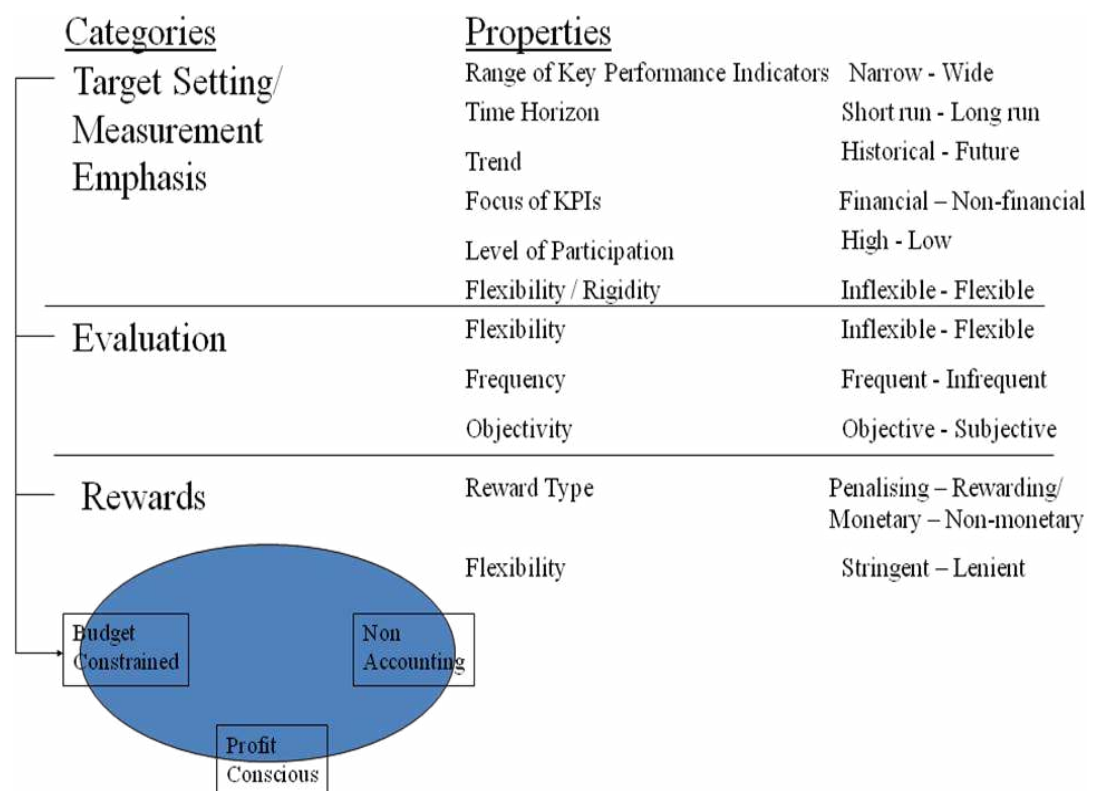 Categories
Properties
Target Setting/
Measurement
Emphasis
Range of Key Performance Indicators Narrow - Wide
Time Horizon Short run - Long run
Trend Historical - Future
Focus of KPIs Financial – Non-financial
Level of Participation High - Low
Flexibility / Rigidity Inflexible - Flexible
Evaluation
Flexibility Inflexible - Flexible
Frequency Frequent - Infrequent
Objectivity Objective - Subjective
Rewards
Reward Type Penalising – Rewarding/
Monetary – Non-monetary
Flexibility Stringent – Lenient
Budget
Constrained
Non
Accounting
Profit
Conscious